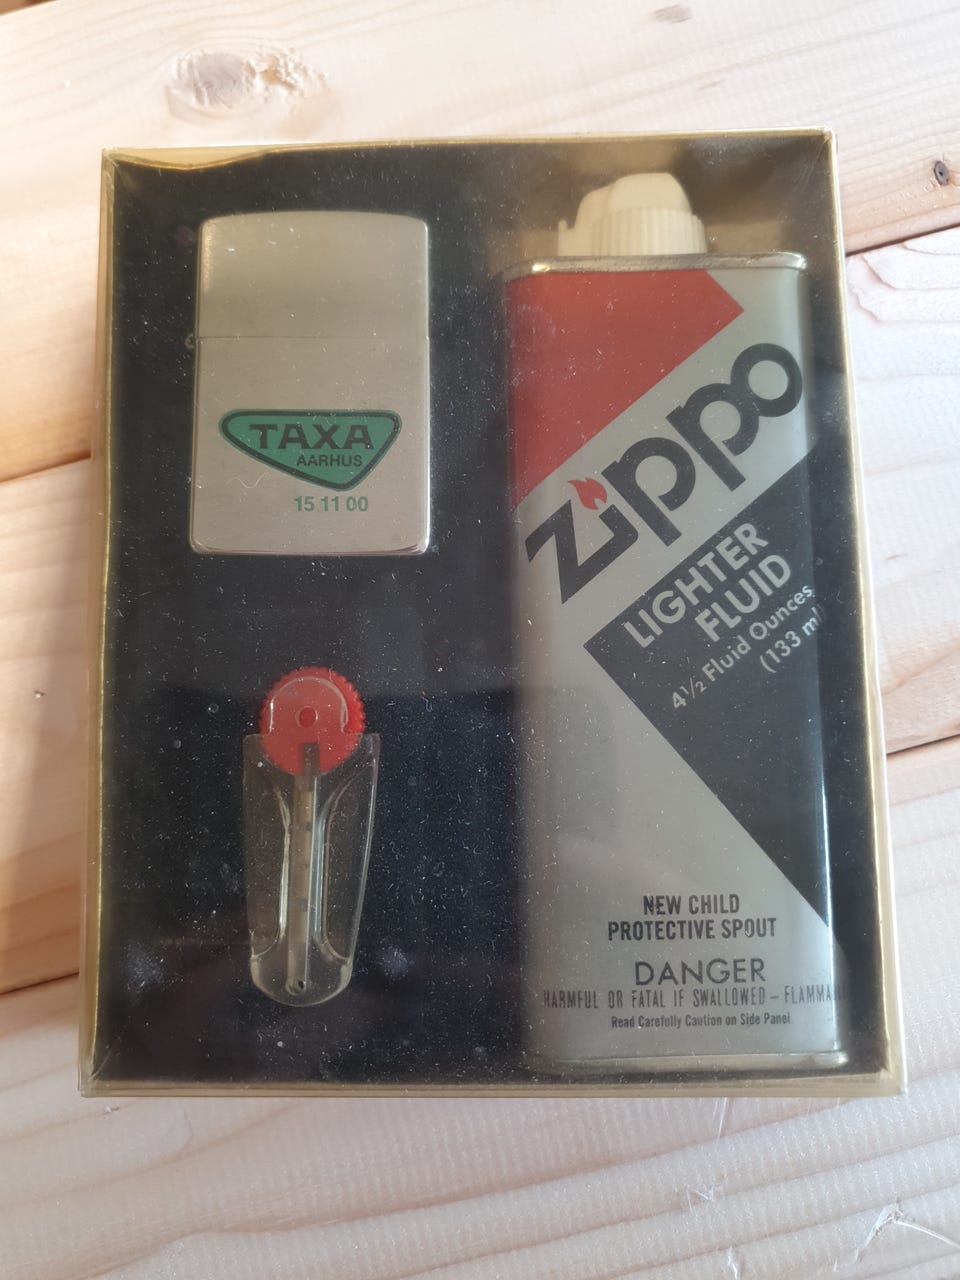 TAXA
AARHUS
15 11 00
zippo
LIGHTER
FLUID
4½ Fluid Ounces
(133 ml)
NEW CHILD
PROTECTIVE SPOUT
DANGER
HARMFUL OR FATAL IF SWALLOWED – FLAMMA
Read Carefully Caution on Side Panel